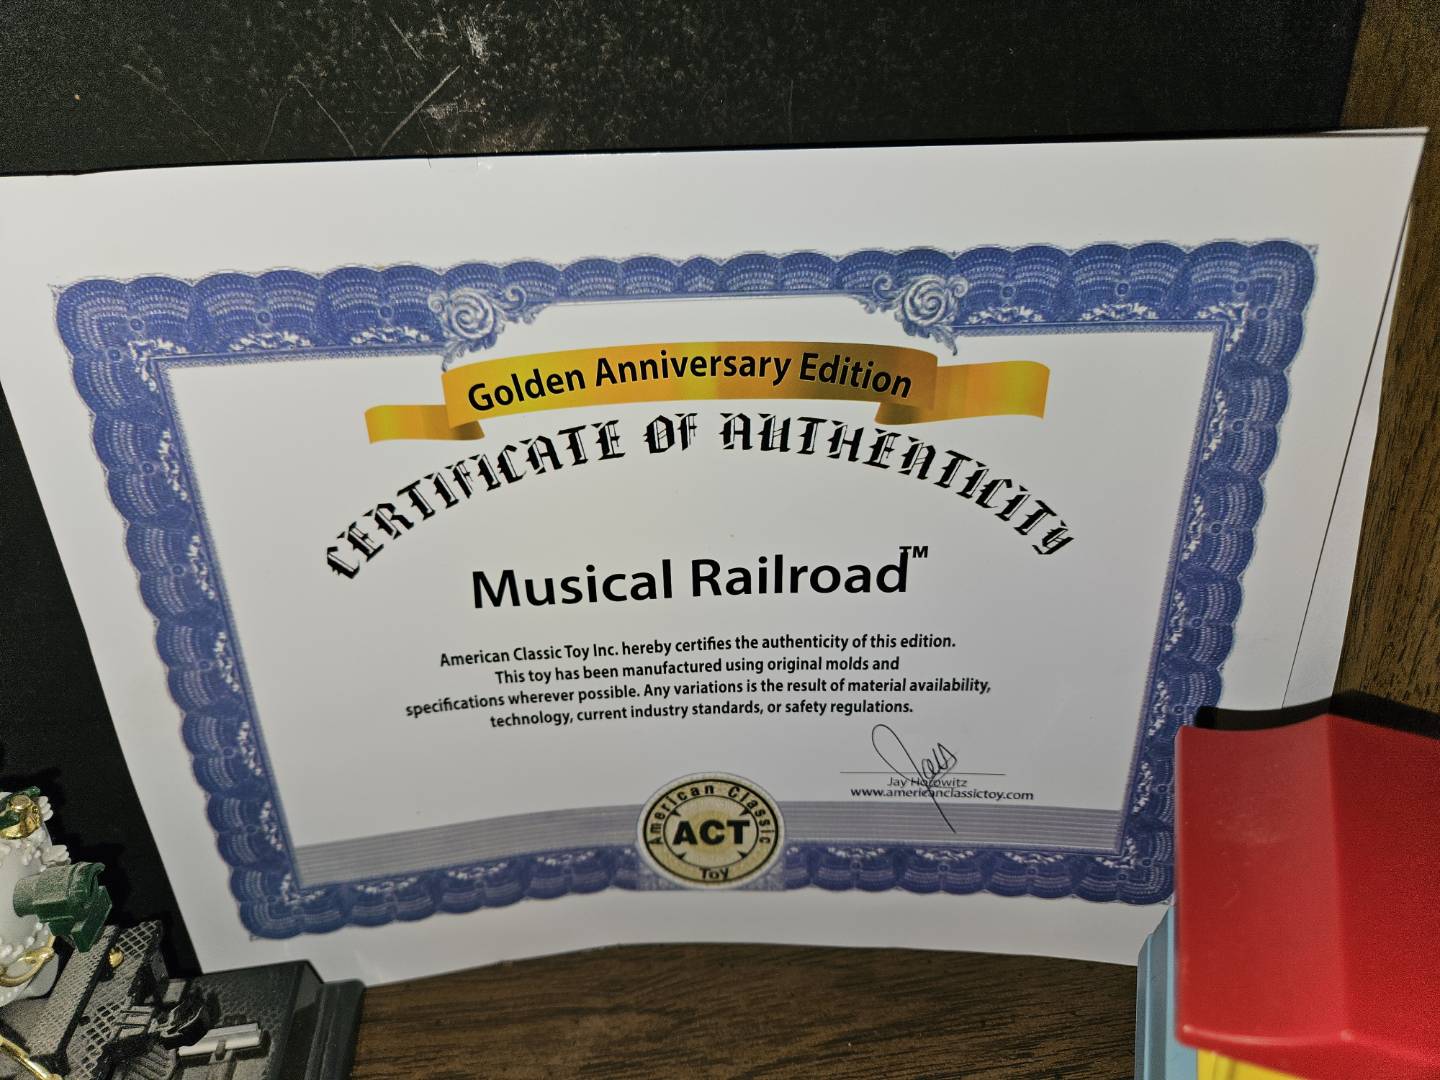 Golden Anniversary Edition
CERTIFICATE OF AUTHENTICITY
Musical Railroad™
American Classic Toy Inc. hereby certifies the authenticity of this edition.
This toy has been manufactured using original molds and
specifications wherever possible. Any variations is the result of material availability,
technology, current industry standards, or safety regulations.
Jay Horowitz
www.americanclassictoy.com
American Classic
ACT
Toy